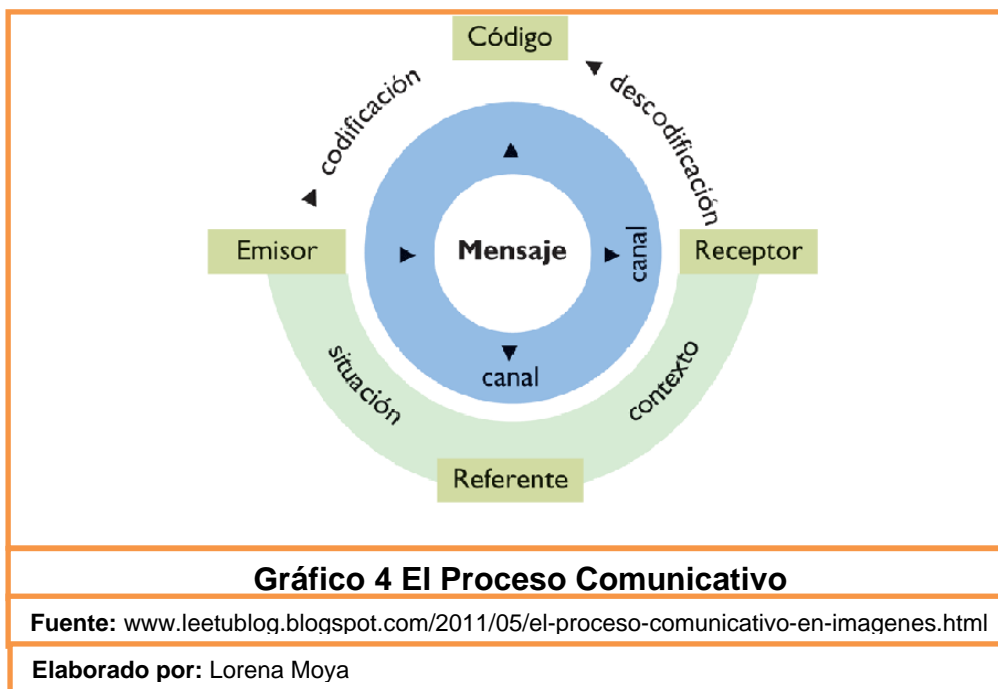 Código
codificación
descodificación
Emisor
Mensaje
canal
Receptor
canal
situación
contexto
Referente
Gráfico 4 El Proceso Comunicativo
Fuente: www.leetublog.blogspot.com/2011/05/el-proceso-comunicativo-en-imagenes.html
Elaborado por: Lorena Moya